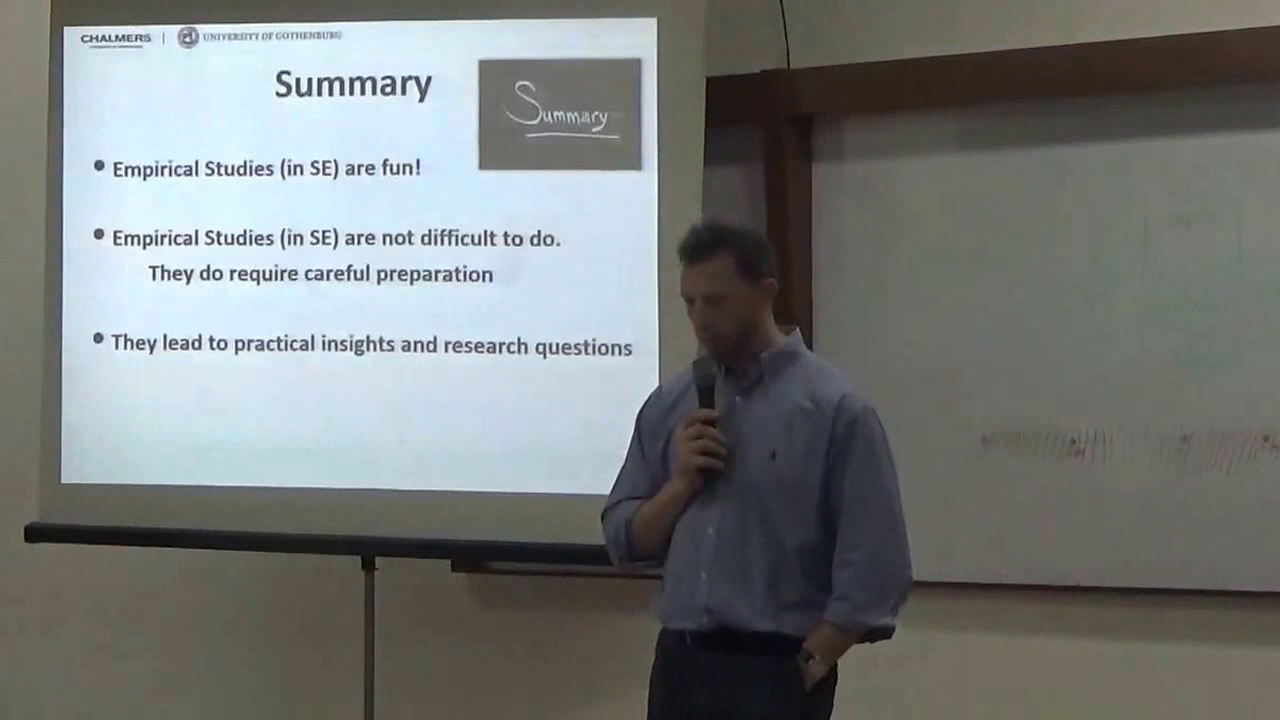 CHALMERS | UNIVERSITY OF GOTHENBURG
Summary
Summary
• Empirical Studies (in SE) are fun!
• Empirical Studies (in SE) are not difficult to do.
They do require careful preparation
• They lead to practical insights and research questions